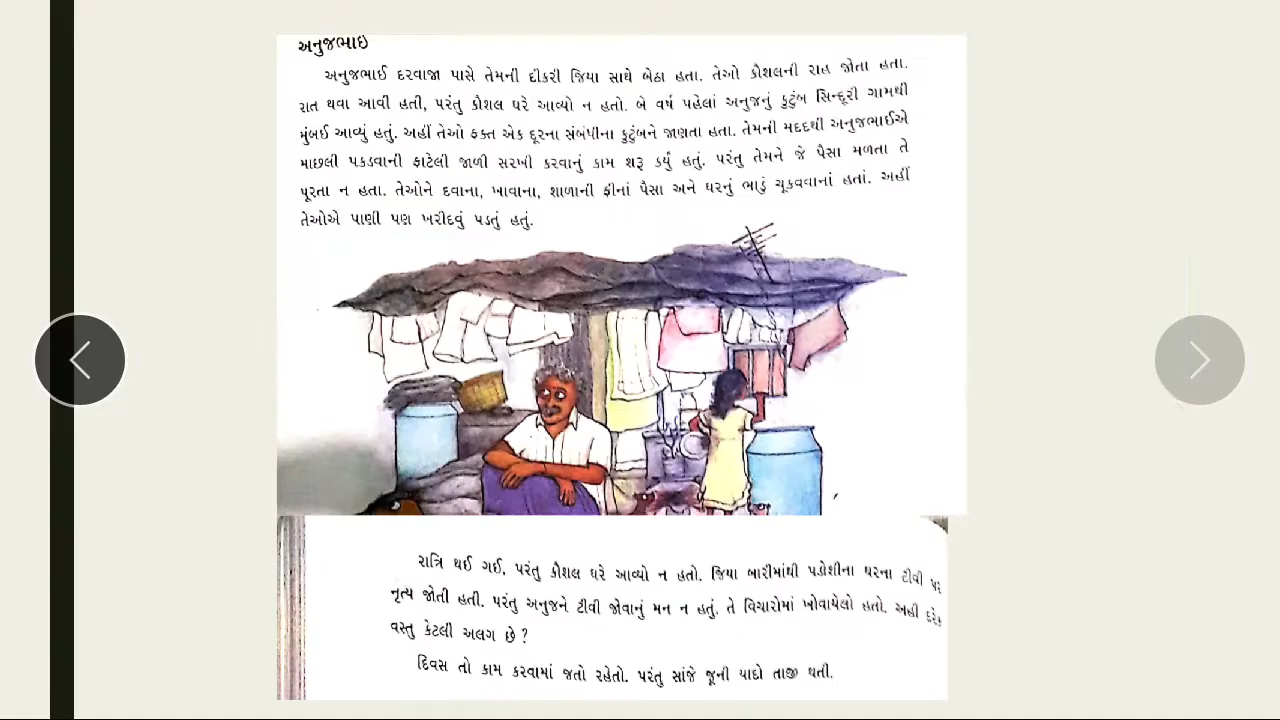 અનુજભાઈ
અનુજભાઈ દરવાજા પાસે તેમની દીકરી જિયા સાથે બેઠા હતા. તેઓ કૌશલની રાહ જોતા હતા.
રાત થવા આવી હતી, પરંતુ કૌશલ ઘરે આવ્યો ન હતો. બે વર્ષ પહેલાં અનુજનું કુટુંબ સિન્દૂરી ગામથી
મુંબઈ આવ્યું હતું. અહીં તેઓ ફક્ત એક દૂરના સંબંધીના કુટુંબને જાણતા હતા. તેમની મદદથી અનુજભાઈએ
માછલી પકડવાની ફાટેલી જાળી સરખી કરવાનું કામ શરૂ કર્યું હતું. પરંતુ તેમને જે પૈસા મળતા તે
પૂરતા ન હતા. તેઓને દવાના, ખાવાના, શાળાની ફીનાં પૈસા અને ઘરનું ભાડું ચૂકવવાનાં હતાં. અહીં
તેઓએ પાણી પણ ખરીદવું પડતું હતું.
રાત્રિ થઈ ગઈ, પરંતુ કૌશલ ઘરે આવ્યો ન હતો. જિયા બારીમાંથી પડોશીના ઘરના ટીવી પર
નૃત્ય જોતી હતી. પરંતુ અનુજને ટીવી જોવાનું મન ન હતું. તે વિચારોમાં ખોવાયેલો હતો. અહીં દરેક
વસ્તુ કેટલી અલગ છે?
દિવસ તો કામ કરવામાં જતો રહેતો. પરંતુ સાંજે જૂની યાદો તાજી થતી.